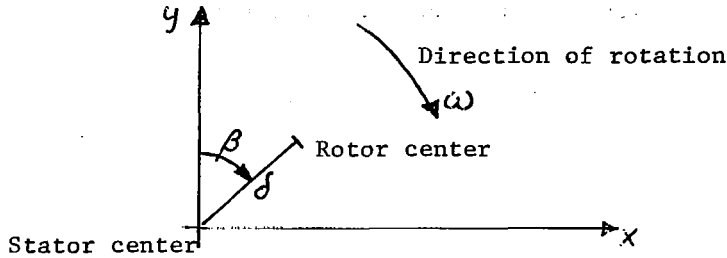 y
Direction of rotation
ω
β
Rotor center
δ
Stator center
x